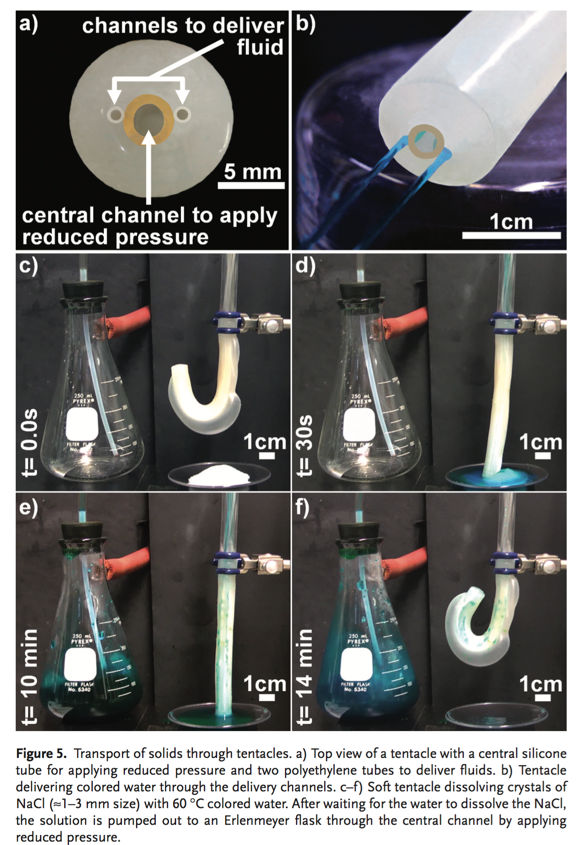 a)
channels to deliver
fluid
5 mm
central channel to apply
reduced pressure
b)
1cm
c)
t= 0.0s
250 ml
PYREX®
FILTER FLASK
1cm
d)
t= 30s
250 ml
PYREX®
FILTER FLASK
1cm
e)
t= 10 min
250 ML
PYREX®
FILTER FLASK
No. 5340
1cm
f)
t= 14 min
250 ML
PYREX®
FILTER FLASK
No. 5340
1cm
Figure 5. Transport of solids through tentacles. a) Top view of a tentacle with a central silicone
tube for applying reduced pressure and two polyethylene tubes to deliver fluids. b) Tentacle
delivering colored water through the delivery channels. c–f) Soft tentacle dissolving crystals of
NaCl (≈1–3 mm size) with 60 °C colored water. After waiting for the water to dissolve the NaCl,
the solution is pumped out to an Erlenmeyer flask through the central channel by applying
reduced pressure.